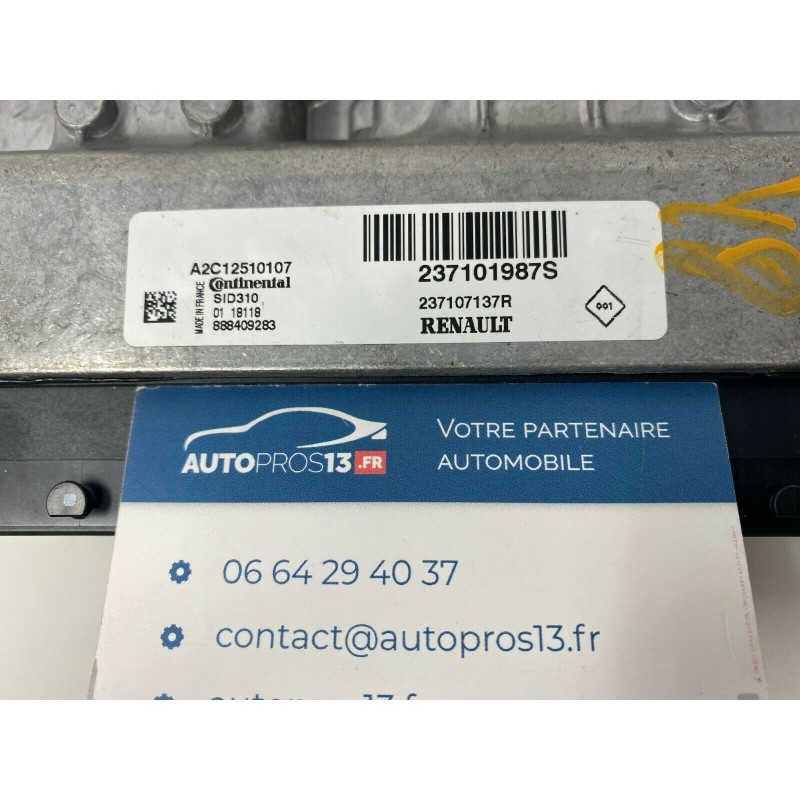 A2C12510107
Continental
SID310
01 18118
888409283
MADE IN FRANCE
237101987S
237107137R
RENAULT
001
AUTOPROS13.FR
VOTRE PARTENAIRE
AUTOMOBILE
06 64 29 40 37
contact@autopros13.fr